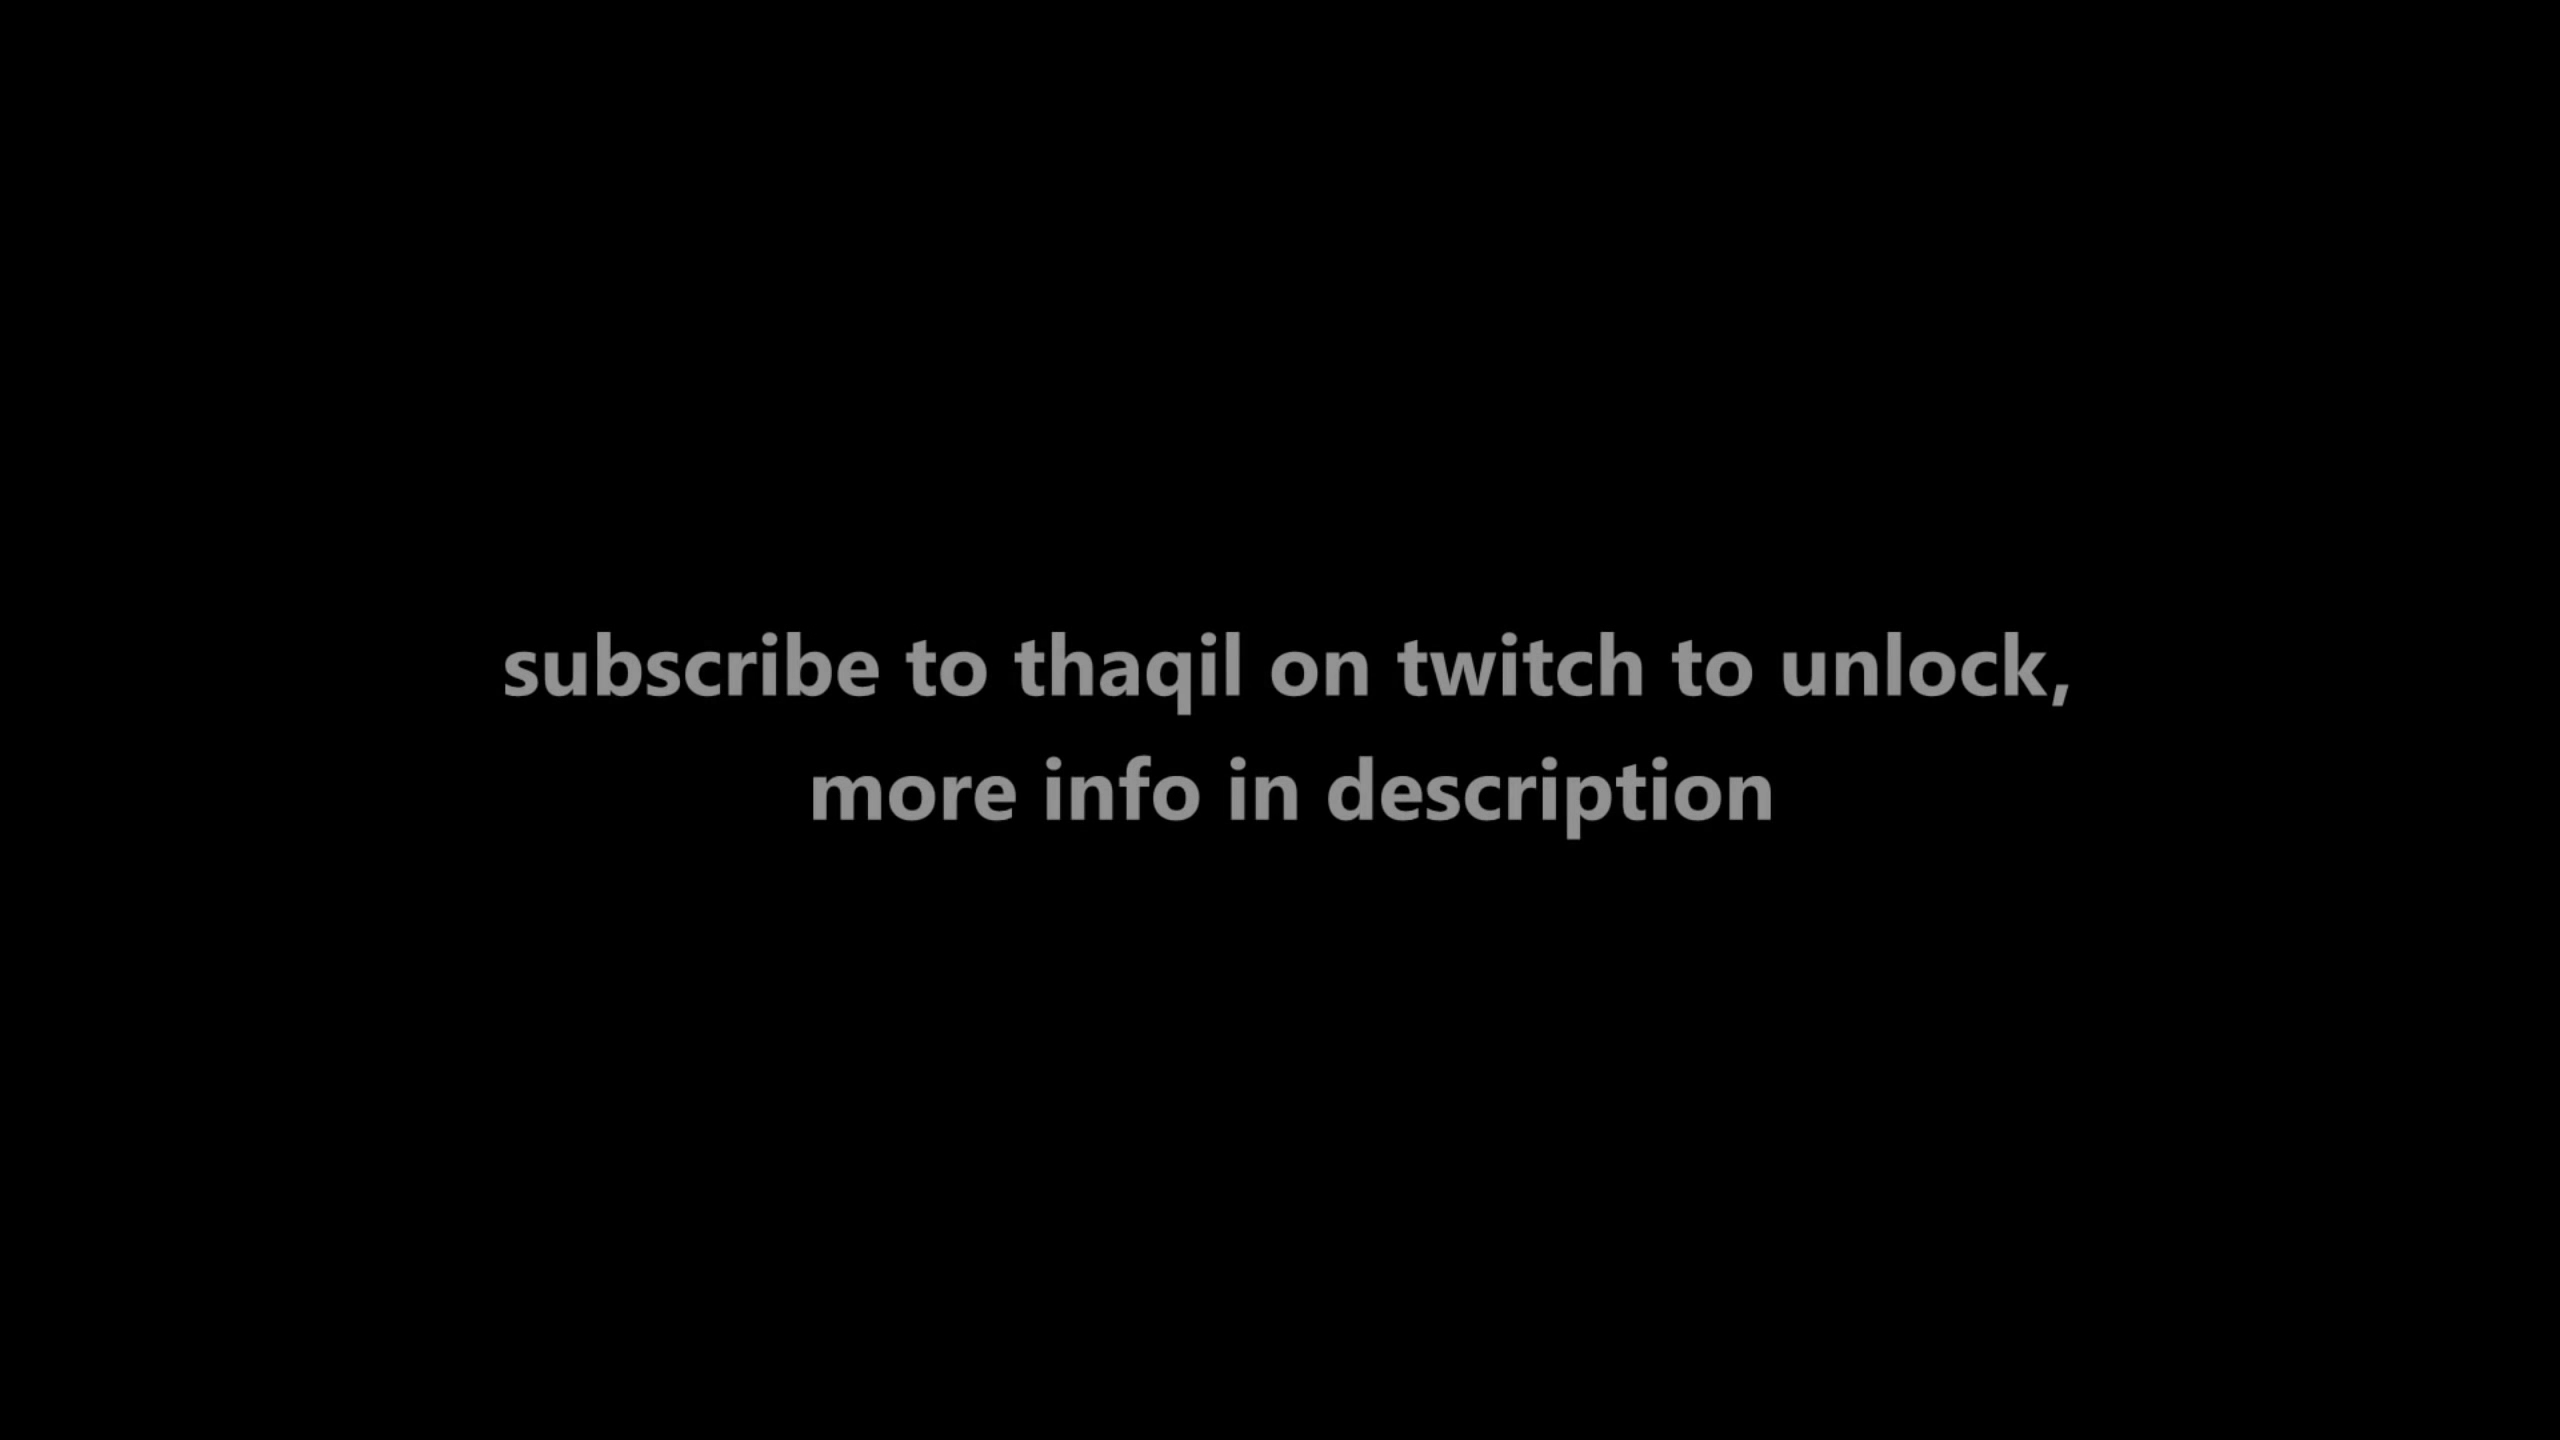 subscribe to thaqil on twitch to unlock,
more info in description